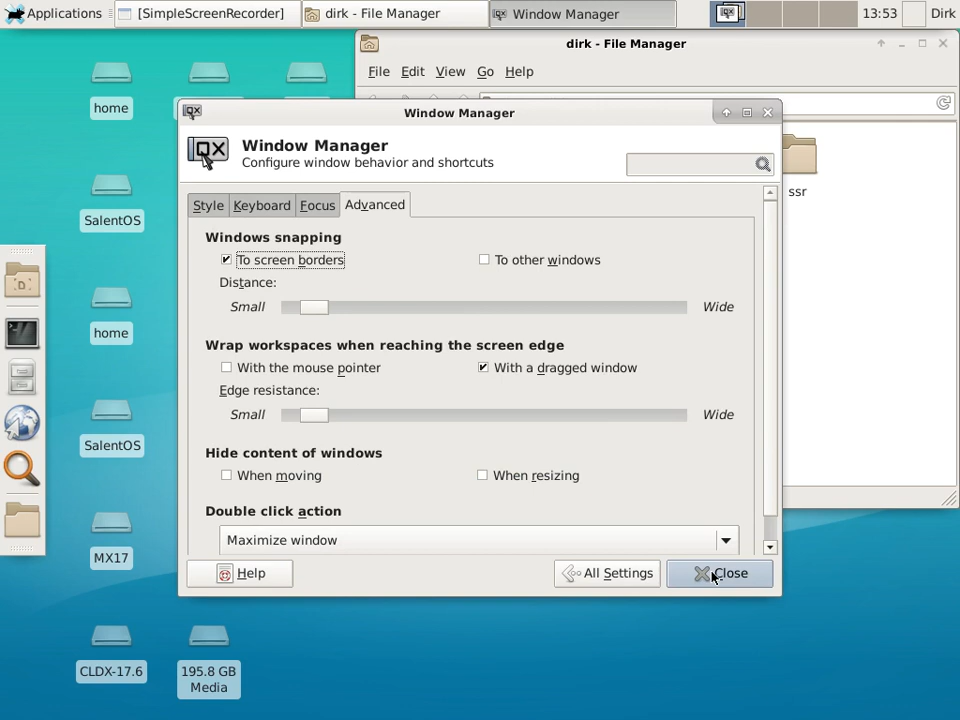 Applications
[SimpleScreenRecorder]
dirk - File Manager
Window Manager
13:53
Dirk
dirk - File Manager
File Edit View Go Help
home
SalentOS
home
SalentOS
MX17
CLDX-17.6
195.8 GB
Media
ssr
Window Manager
Window Manager
Configure window behavior and shortcuts
Style Keyboard Focus Advanced
Windows snapping
To screen borders To other windows
Distance:
Small Wide
Wrap workspaces when reaching the screen edge
With the mouse pointer With a dragged window
Edge resistance:
Small Wide
Hide content of windows
When moving When resizing
Double click action
Maximize window
Help All Settings Close